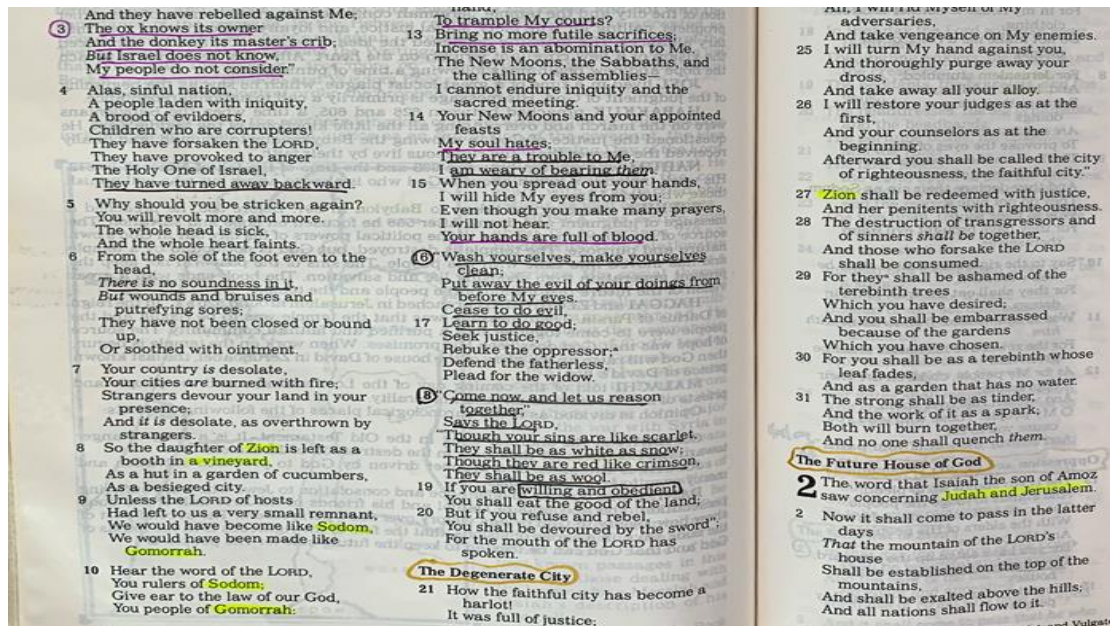 And they have rebelled against Me;
3 The ox knows its owner
And the donkey its master's crib;
But Israel does not know,
My people do not consider."
4 Alas, sinful nation,
A people laden with iniquity,
A brood of evildoers,
Children who are corrupters!
They have forsaken the LORD,
They have provoked to anger
The Holy One of Israel,
They have turned away backward.
5 Why should you be stricken again?
You will revolt more and more.
The whole head is sick,
And the whole heart faints.
6 From the sole of the foot even to the
head,
There is no soundness in it,
But wounds and bruises and
putrefying sores;
They have not been closed or bound
up,
Or soothed with ointment.
7 Your country is desolate,
Your cities are burned with fire;
Strangers devour your land in your
presence;
And it is desolate, as overthrown by
strangers.
8 So the daughter of Zion is left as a
booth in a vineyard,
As a hut in a garden of cucumbers,
As a besieged city.
9 Unless the LORD of hosts
Had left to us a very small remnant,
We would have become like Sodom,
We would have been made like
Gomorrah.
10 Hear the word of the LORD,
You rulers of Sodom;
Give ear to the law of our God,
You people of Gomorrah:
hand,
To trample My courts?
13 Bring no more futile sacrifices;
Incense is an abomination to Me.
The New Moons, the Sabbaths, and
the calling of assemblies—
I cannot endure iniquity and the
sacred meeting.
14 Your New Moons and your appointed
feasts
My soul hates;
They are a trouble to Me,
I am weary of bearing them.
15 When you spread out your hands,
I will hide My eyes from you;
Even though you make many prayers,
I will not hear.
Your hands are full of blood.
16 "Wash yourselves, make yourselves
clean;
Put away the evil of your doings from
before My eyes.
Cease to do evil,
17 Learn to do good;
Seek justice,
Rebuke the oppressor;a
Defend the fatherless,
Plead for the widow.
18 "Come now, and let us reason
together,"
Says the LORD,
"Though your sins are like scarlet,
They shall be as white as snow;
Though they are red like crimson,
They shall be as wool.
19 If you are willing and obedient,
You shall eat the good of the land;
20 But if you refuse and rebel,
You shall be devoured by the sword";
For the mouth of the LORD has
spoken.
The Degenerate City
21 How the faithful city has become a
harlot!
It was full of justice;
Ah, I will rid Myself of My
adversaries,
And take vengeance on My enemies.
25 I will turn My hand against you,
And thoroughly purge away your
dross,
And take away all your alloy.
26 I will restore your judges as at the
first,
And your counselors as at the
beginning.
Afterward you shall be called the city
of righteousness, the faithful city."
27 Zion shall be redeemed with justice,
And her penitents with righteousness.
28 The destruction of transgressors and
of sinners shall be together,
And those who forsake the LORD
shall be consumed.
29 For they a shall be ashamed of the
terebinth trees
Which you have desired;
And you shall be embarrassed
because of the gardens
Which you have chosen.
30 For you shall be as a terebinth whose
leaf fades,
And as a garden that has no water.
31 The strong shall be as tinder,
And the work of it as a spark;
Both will burn together,
And no one shall quench them.
The Future House of God
2 The word that Isaiah the son of Amoz
saw concerning Judah and Jerusalem.
2 Now it shall come to pass in the latter
days
That the mountain of the LORD's
house
Shall be established on the top of the
mountains,
And shall be exalted above the hills;
And all nations shall flow to it.
and Vulgate